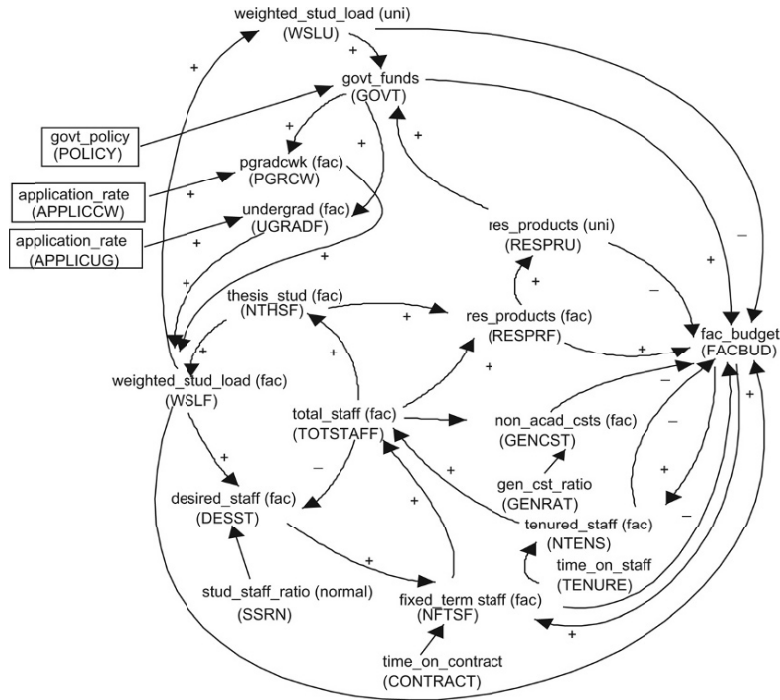 weighted_stud_load (uni)
(WSLU)
+
+
govt_funds
(GOVT)
govt_policy
(POLICY)
+
+
+
pgradcwk (fac)
(PGRCW)
application_rate
(APPLICCW)
+
undergrad (fac)
(UGRADF)
application_rate
(APPLICUG)
+
+
res_products (uni)
(RESPRU)
–
+
+
+
–
thesis_stud (fac)
(NTHSF)
+
res_products (fac)
(RESPRF)
fac_budget
(FACBUD)
+
+
+
+
weighted_stud_load (fac)
(WSLF)
–
+
total_staff (fac)
(TOTSTAFF)
non_acad_csts (fac)
(GENCST)
–
+
–
+
+
gen_cst_ratio
(GENRAT)
desired_staff (fac)
(DESST)
+
tenured_staff (fac)
(NTENS)
–
+
time_on_staff
(TENURE)
stud_staff_ratio (normal)
(SSRN)
fixed_term staff (fac)
(NFTSF)
+
time_on_contract
(CONTRACT)